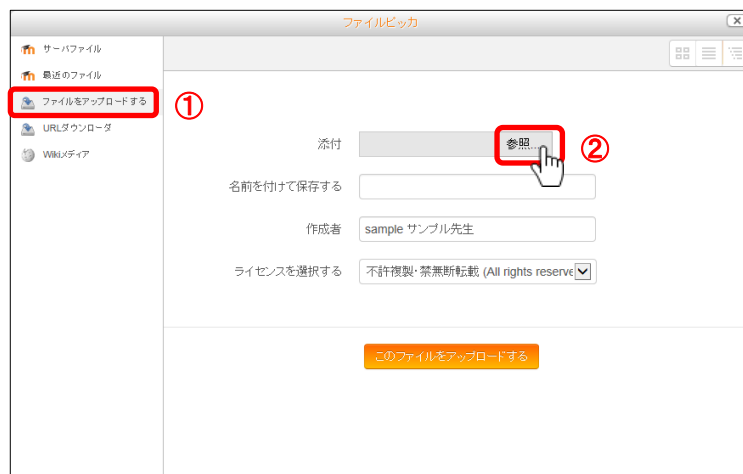 ファイルピッカ
サーバファイル
最近のファイル
ファイルをアップロードする
①
URLダウンローダ
Wikiメディア
添付
参照...
②
名前を付けて保存する
作成者
sample サンプル先生
ライセンスを選択する
不許複製・禁無断転載 (All rights reserve
このファイルをアップロードする